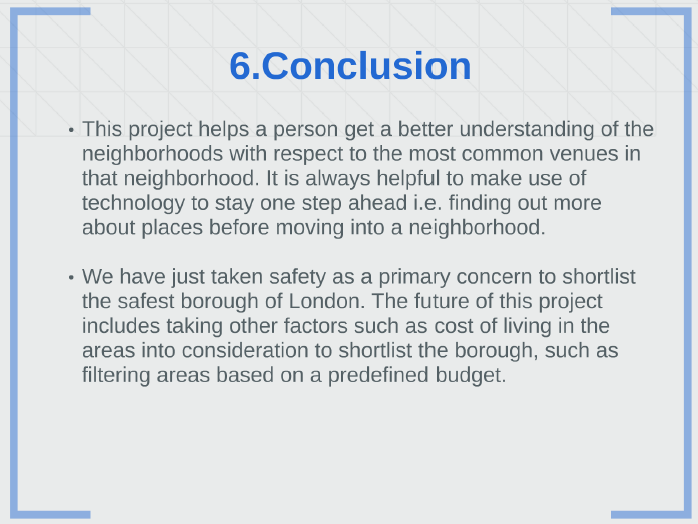 6.Conclusion
• This project helps a person get a better understanding of the
neighborhoods with respect to the most common venues in
that neighborhood. It is always helpful to make use of
technology to stay one step ahead i.e. finding out more
about places before moving into a neighborhood.
• We have just taken safety as a primary concern to shortlist
the safest borough of London. The future of this project
includes taking other factors such as cost of living in the
areas into consideration to shortlist the borough, such as
filtering areas based on a predefined budget.